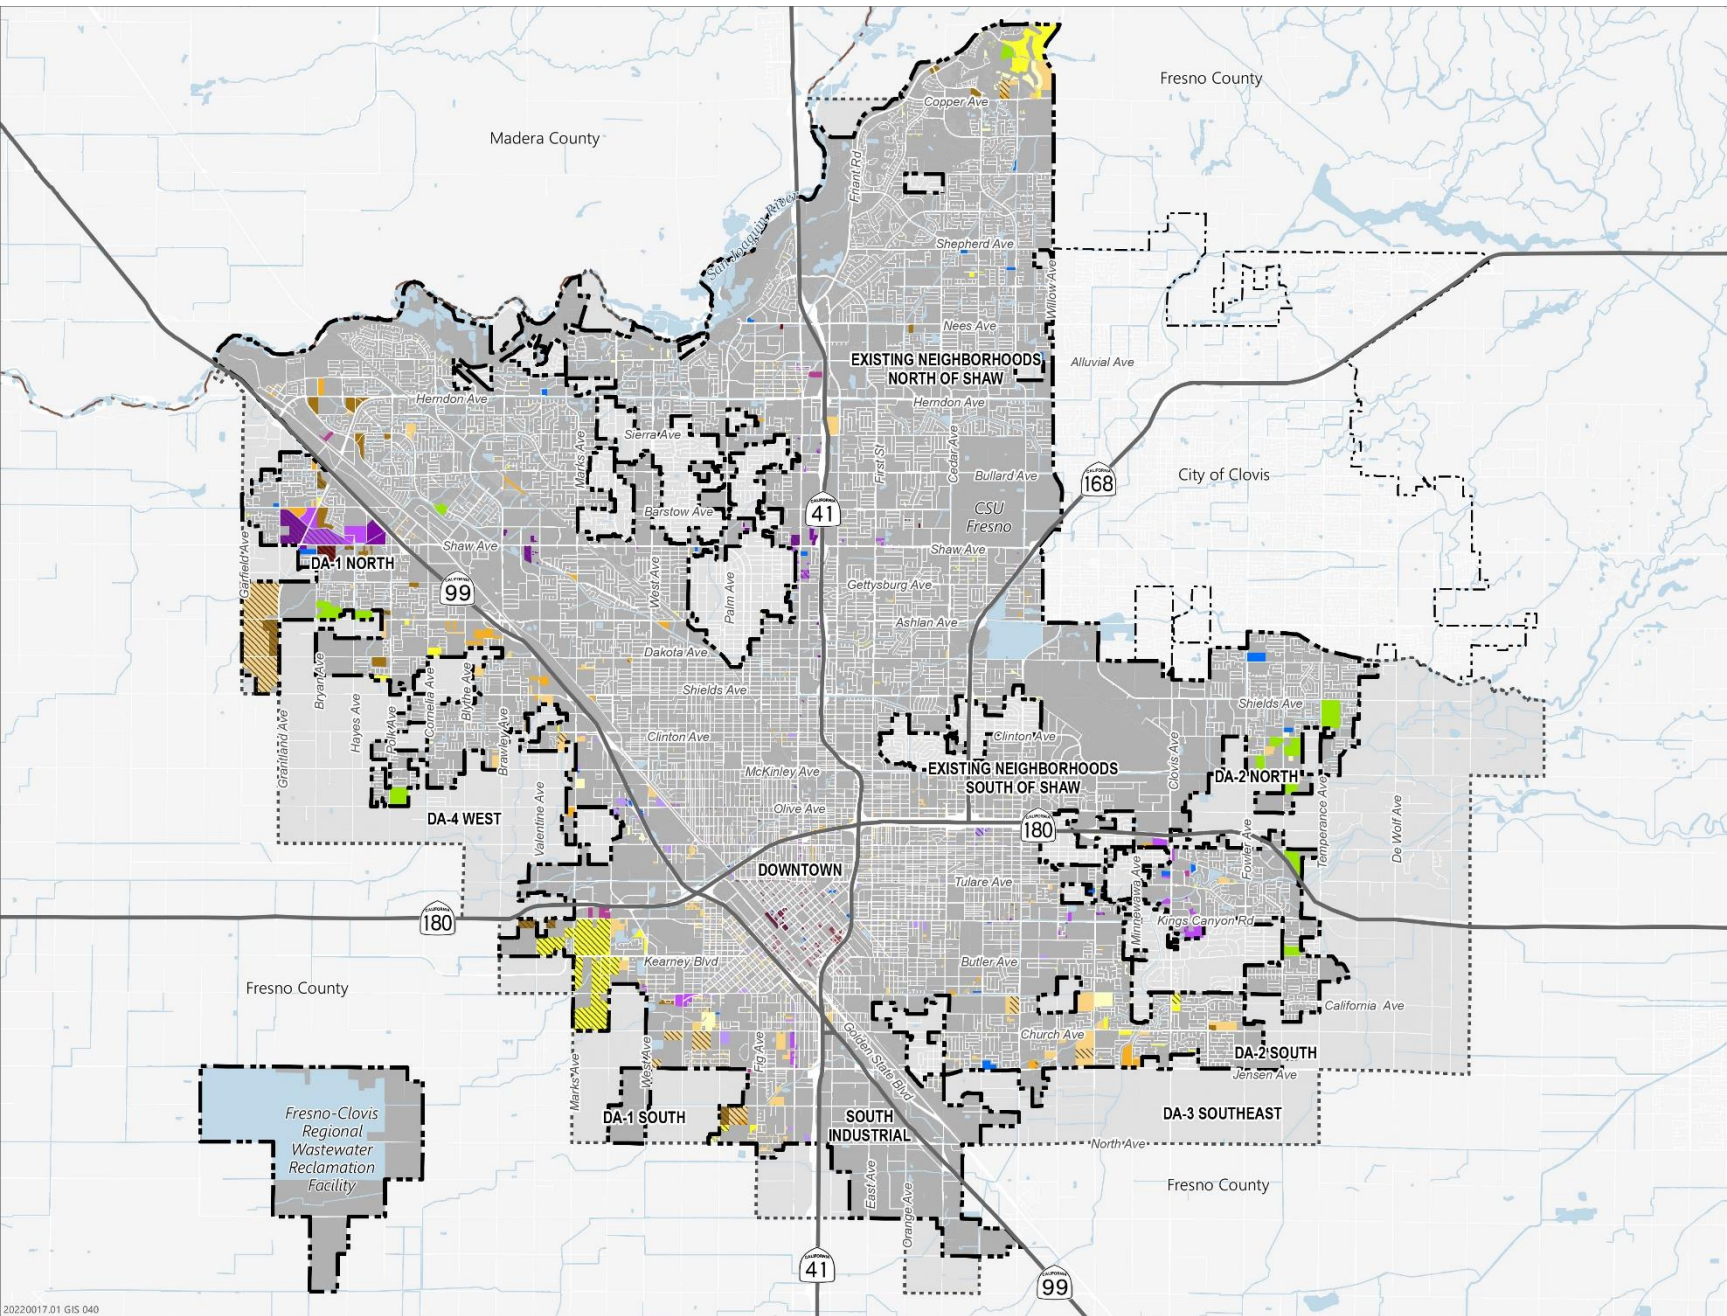 Fresno County
Copper Ave
Madera County
Friant Rd
San Joaquin River
Shepherd Ave
Willow Ave
Nees Ave
EXISTING NEIGHBORHOODS
NORTH OF SHAW
Alluvial Ave
Herndon Ave
Herndon Ave
Sierra Ave
Marks Ave
First St
Cedar Ave
Bullard Ave
CALIFORNIA
168
City of Clovis
CALIFORNIA
41
Barstow Ave
CSU
Fresno
Shaw Ave
Shaw Ave
Garfield Ave
DA-1 NORTH
CALIFORNIA
99
West Ave
Palm Ave
Gettysburg Ave
Ashlan Ave
Dakota Ave
Shields Ave
Shields Ave
Bryan Ave
Hayes Ave
Polk Ave
Cornelia Ave
Blythe Ave
Brawley Ave
Grantland Ave
Clinton Ave
Clinton Ave
Clovis Ave
McKinley Ave
EXISTING NEIGHBORHOODS
SOUTH OF SHAW
DA-2 NORTH
Olive Ave
DA-4 WEST
Valentine Ave
CALIFORNIA
180
Fowler Ave
Temperance Ave
De Wolf Ave
DOWNTOWN
Tulare Ave
Minnewawa Ave
CALIFORNIA
180
Kings Canyon Rd
Kearney Blvd
Butler Ave
Fresno County
California Ave
Golden State Blvd
Church Ave
Fig Ave
West Ave
Marks Ave
DA-2 SOUTH
Jensen Ave
DA-1 SOUTH
SOUTH
INDUSTRIAL
DA-3 SOUTHEAST
North Ave
Fresno-Clovis
Regional
Wastewater
Reclamation
Facility
East Ave
Orange Ave
Fresno County
CALIFORNIA
41
CALIFORNIA
99
20220017.01 GIS 040